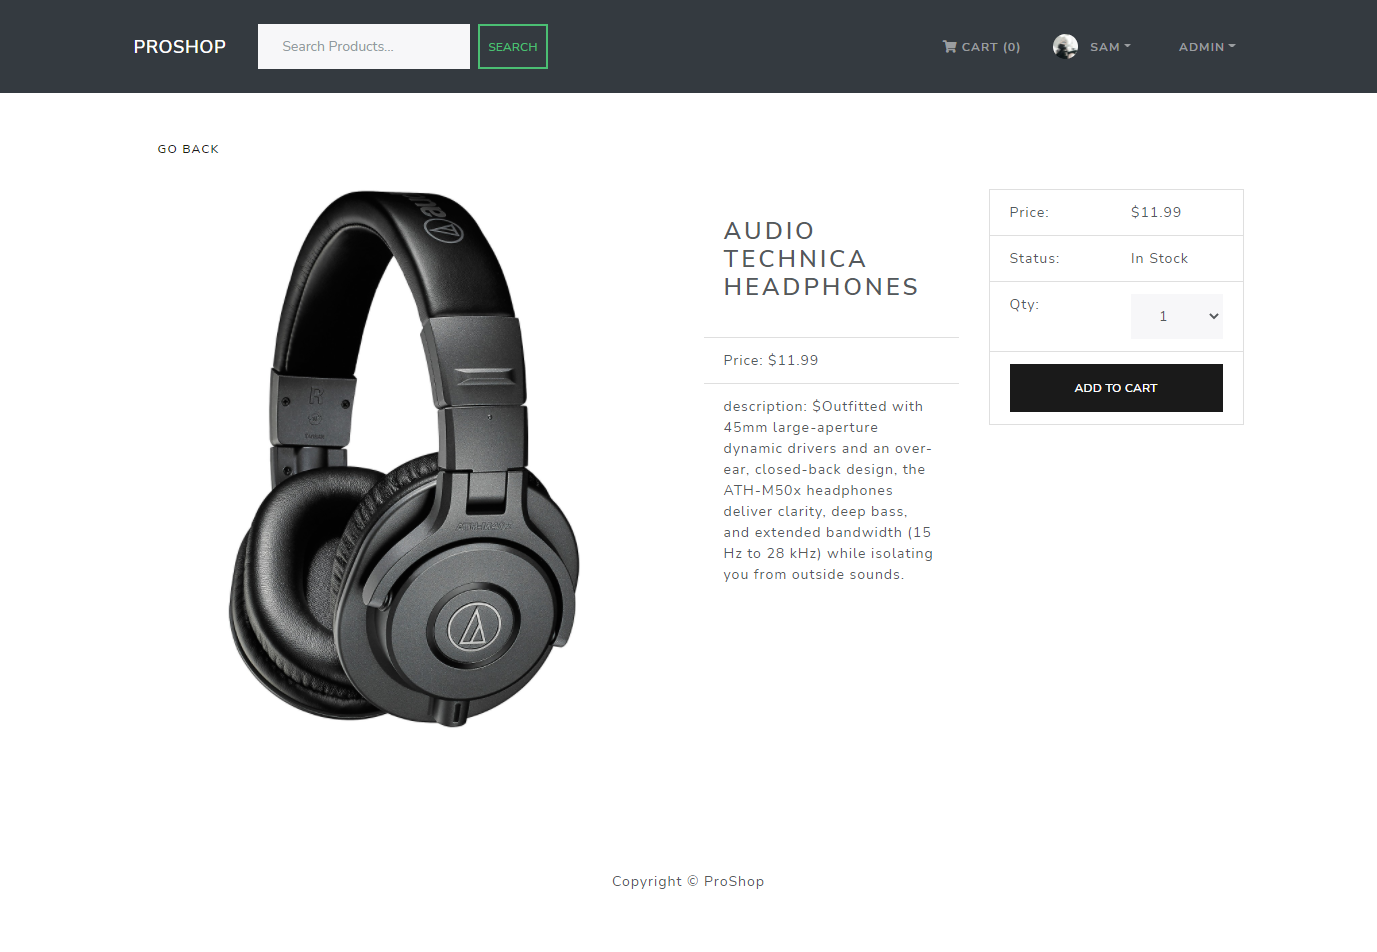 PROSHOP
Search Products...
SEARCH
CART (0)
SAM
ADMIN
GO BACK
AUDIO
TECHNICA
HEADPHONES
Price: $11.99
description: $Outfitted with
45mm large-aperture
dynamic drivers and an over-
ear, closed-back design, the
ATH-M50x headphones
deliver clarity, deep bass,
and extended bandwidth (15
Hz to 28 kHz) while isolating
you from outside sounds.
Price: $11.99
Status: In Stock
Qty: 1
ADD TO CART
R
Copyright © ProShop